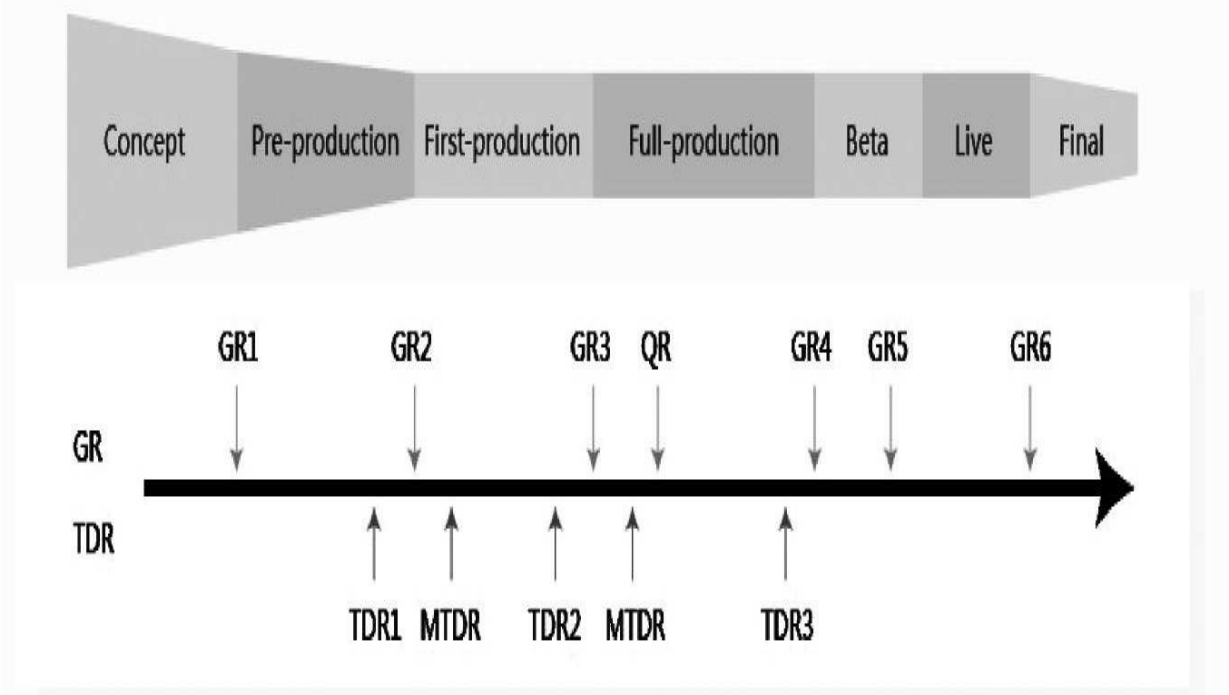 Concept Pre-production First-production Full-production Beta Live Final
GR1 GR2 GR3 QR GR4 GR5 GR6
GR
TDR
TDR1 MTDR TDR2 MTDR TDR3